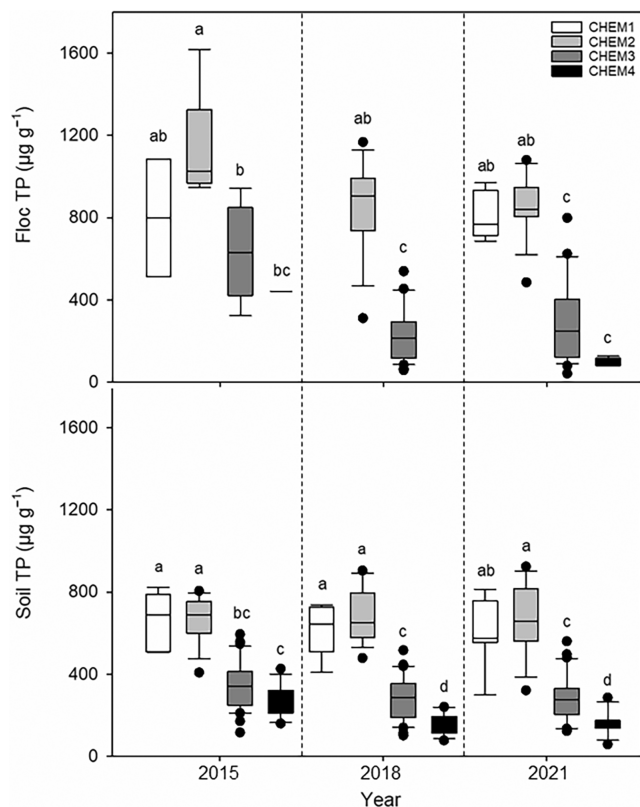 CHEM1
CHEM2
CHEM3
CHEM4
Floc TP (µg g⁻¹)
1600
1200
800
400
0
ab
a
b
bc
ab
c
ab
ab
c
c
Soil TP (µg g⁻¹)
1600
1200
800
400
0
a
a
bc
c
a
a
c
d
ab
a
c
d
2015
2018
2021
Year